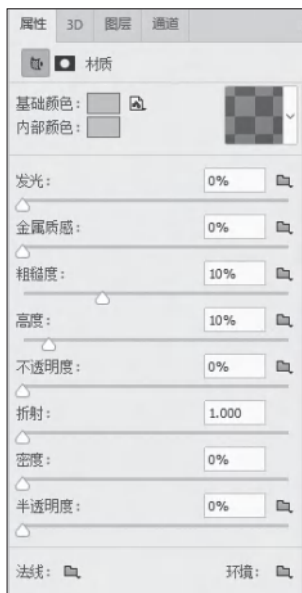 属性 3D 图层 通道
材质
基础颜色：
内部颜色：
发光： 0%
金属质感： 0%
粗糙度： 10%
高度： 10%
不透明度： 0%
折射： 1.000
密度： 0%
半透明度： 0%
法线： 环境：